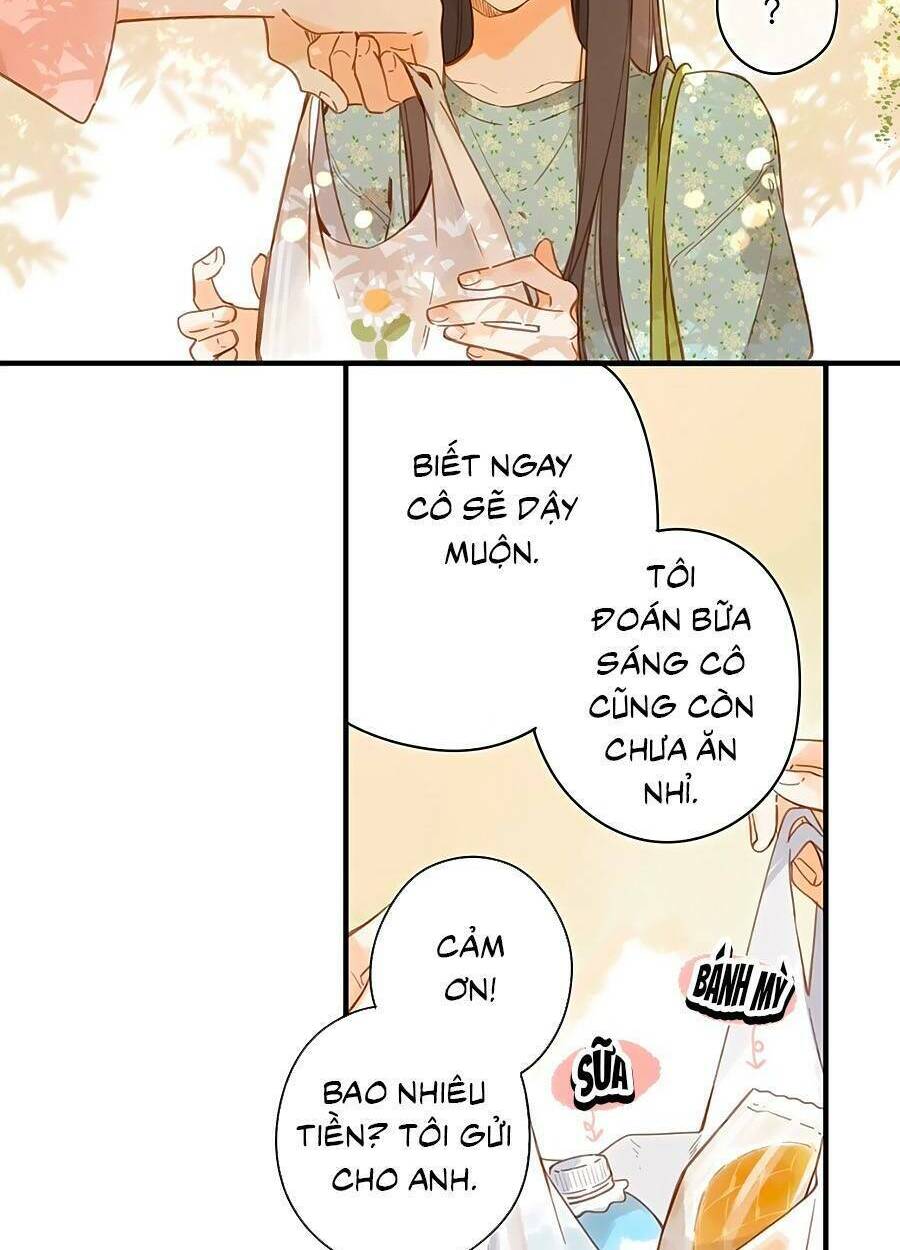 ?
BIẾT NGAY
CÔ SẼ DẬY
MUỘN.
TÔI
ĐOÁN BỮA
SÁNG CÔ
CŨNG CÒN
CHƯA ĂN
NHỈ.
CẢM
ƠN!
BÁNH MÌ
SỮA
BAO NHIÊU
TIỀN? TÔI GỬI
CHO ANH.